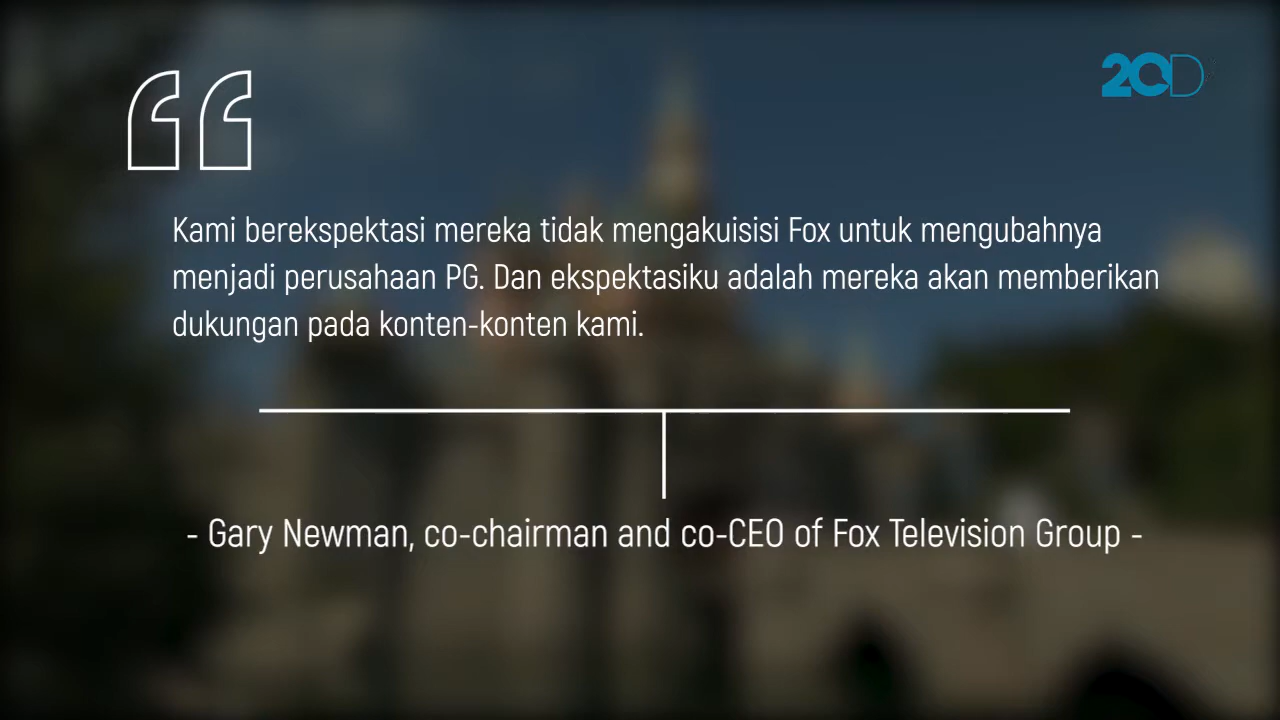 20D
Kami berekspektasi mereka tidak mengakuisisi Fox untuk mengubahnya
menjadi perusahaan PG. Dan ekspektasiku adalah mereka akan memberikan
dukungan pada konten-konten kami.
- Gary Newman, co-chairman and co-CEO of Fox Television Group -